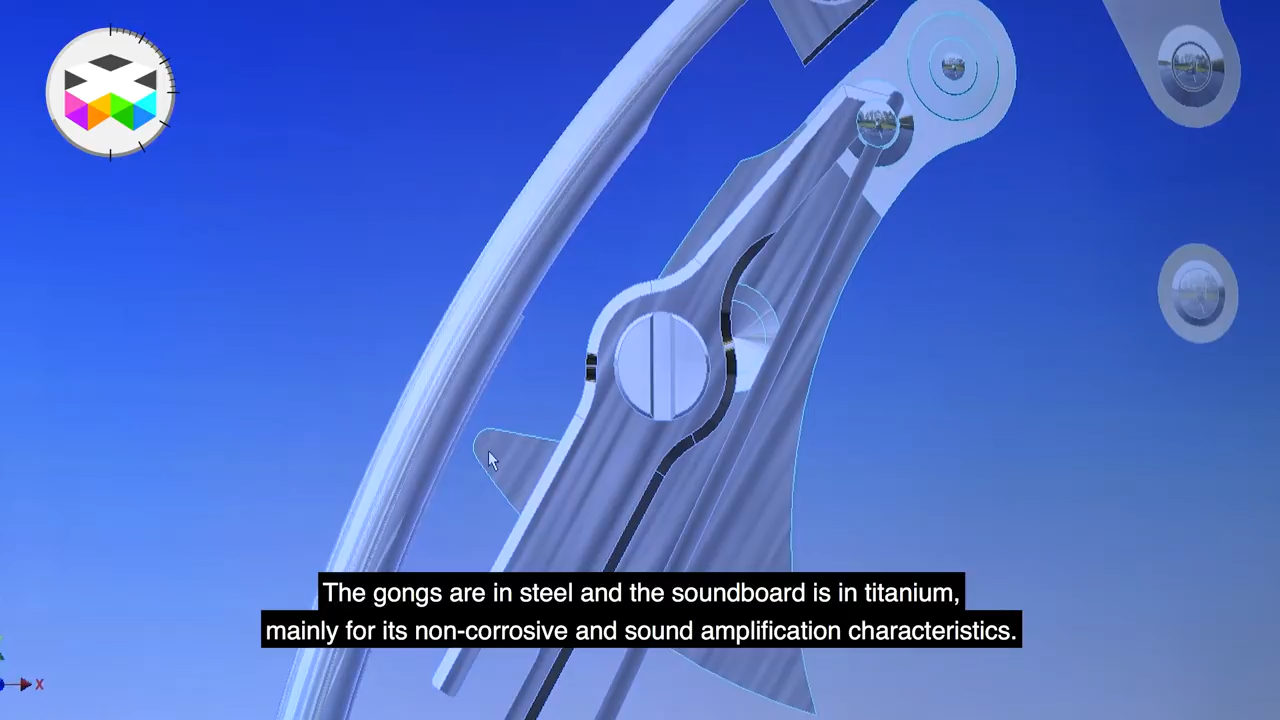 The gongs are in steel and the soundboard is in titanium,
mainly for its non-corrosive and sound amplification characteristics.
X